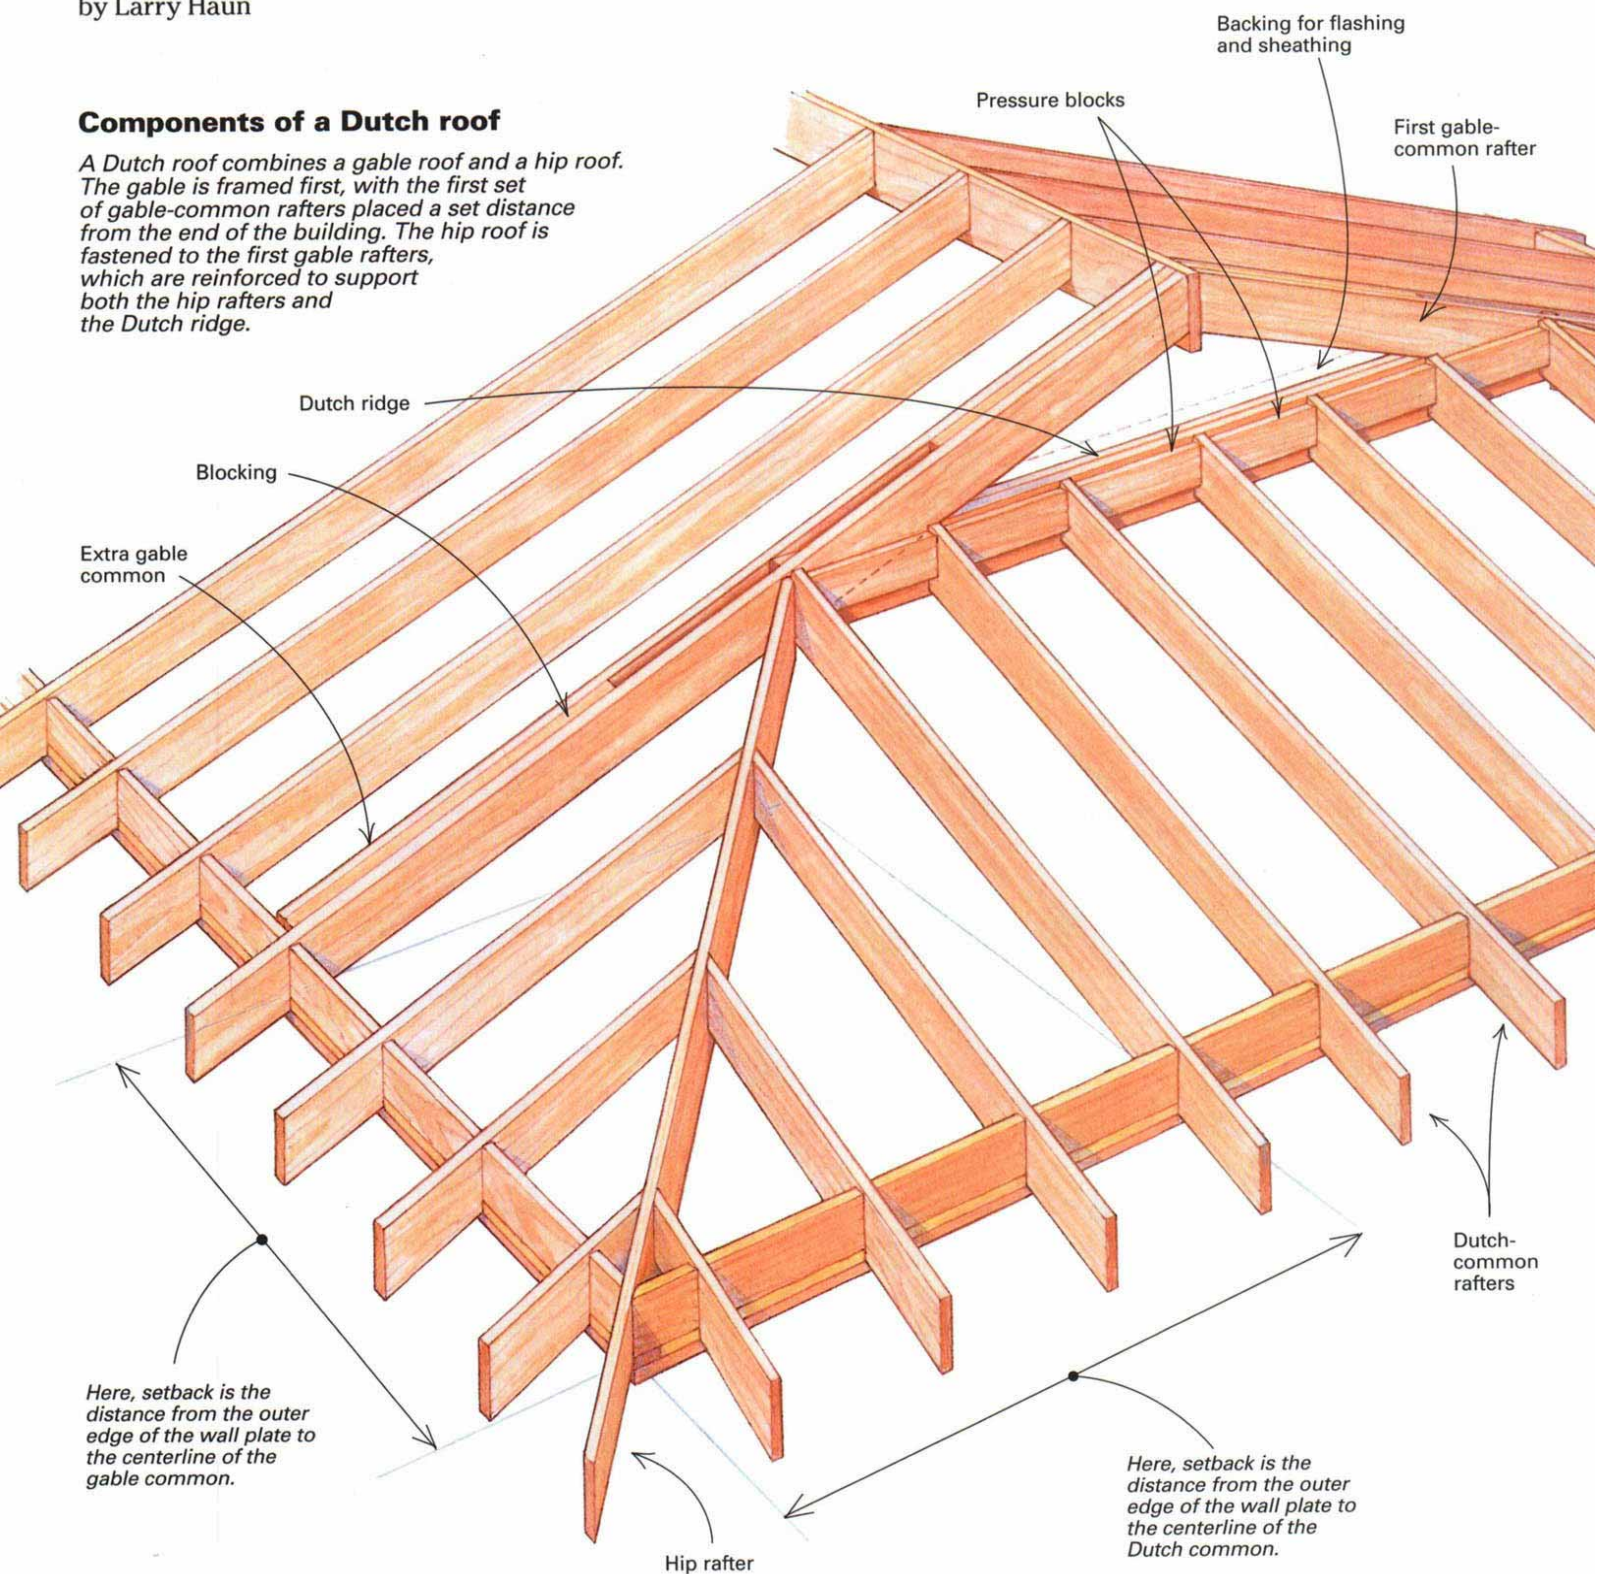 by Larry Haun
Components of a Dutch roof
A Dutch roof combines a gable roof and a hip roof.
The gable is framed first, with the first set
of gable-common rafters placed a set distance
from the end of the building. The hip roof is
fastened to the first gable rafters,
which are reinforced to support
both the hip rafters and
the Dutch ridge.
Backing for flashing
and sheathing
Pressure blocks
First gable-
common rafter
Dutch ridge
Blocking
Extra gable
common
Dutch-
common
rafters
Here, setback is the
distance from the outer
edge of the wall plate to
the centerline of the
gable common.
Here, setback is the
distance from the outer
edge of the wall plate to
the centerline of the
Dutch common.
Hip rafter